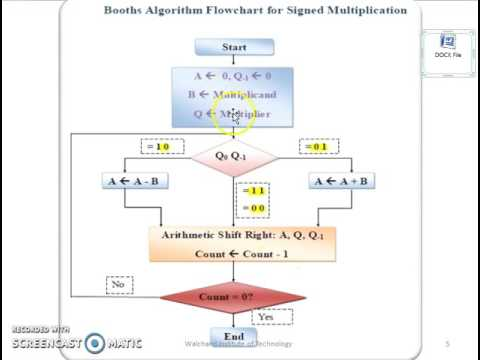 Booths Algorithm Flowchart for Signed Multiplication
Start
A ← 0, Q-1 ← 0
B ← Multiplicand
Q ← Multiplier
= 1 0
Q0 Q-1
= 0 1
A ← A - B
= 1 1
= 0 0
A ← A + B
Arithmetic Shift Right: A, Q, Q-1
Count ← Count - 1
No
Count = 0?
Yes
End
DOCX File
RECORDED WITH
SCREENCAST MATIC
Walchand Institute of Technology
5